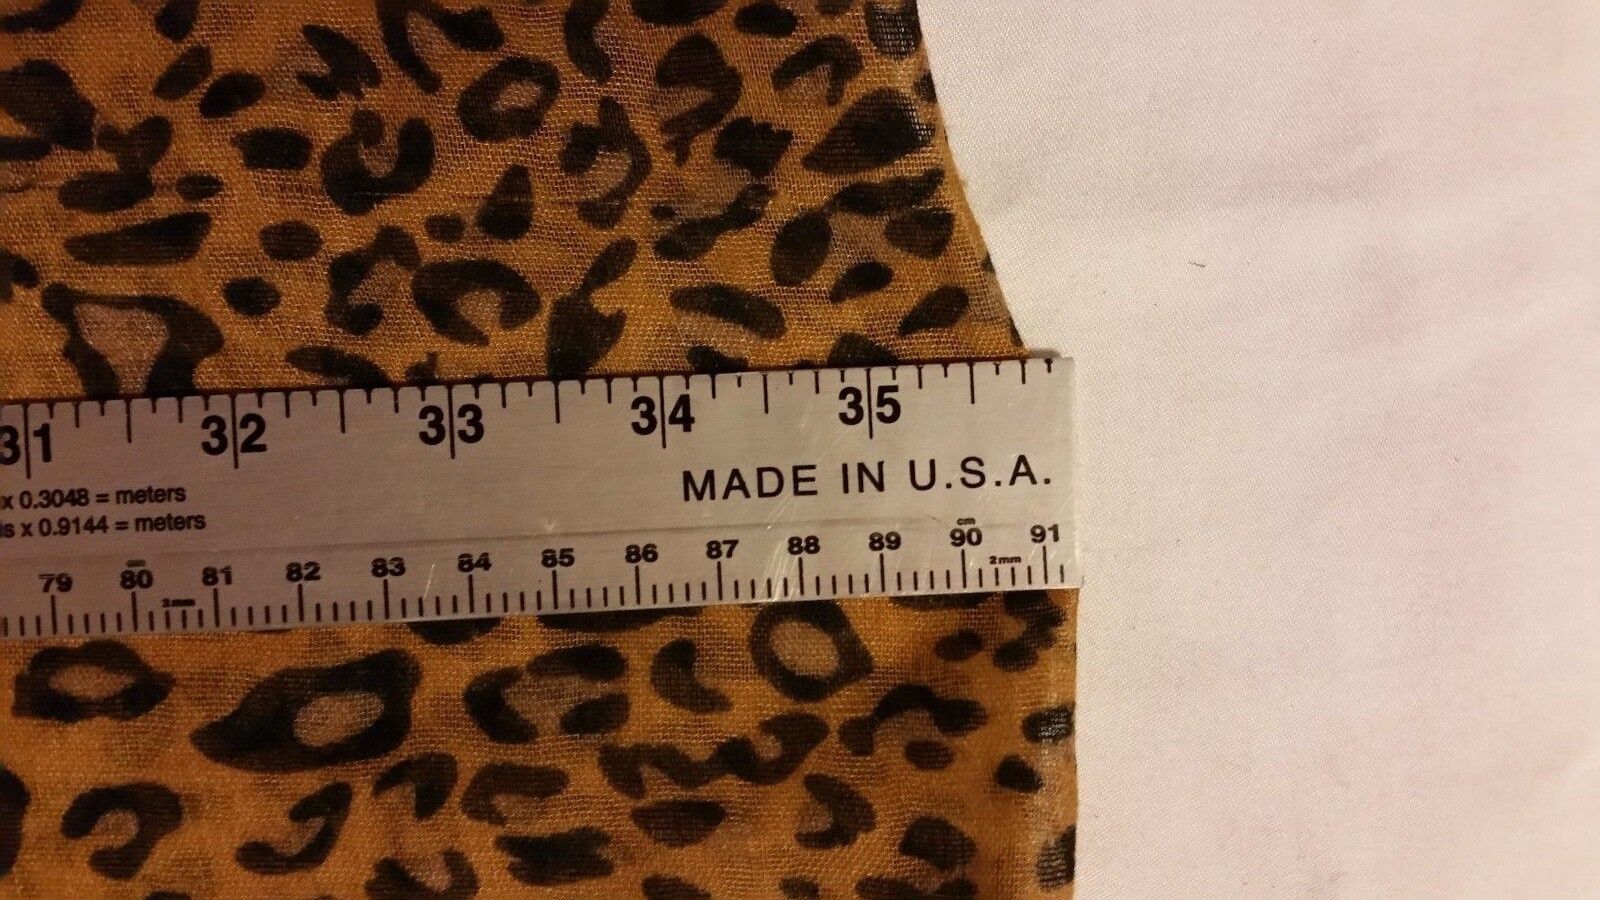 31 32 33 34 35
MADE IN U.S.A.
x 0.3048 = meters
x 0.9144 = meters
cm cm
79 80 81 82 83 84 85 86 87 88 89 90 91
2mm 2mm